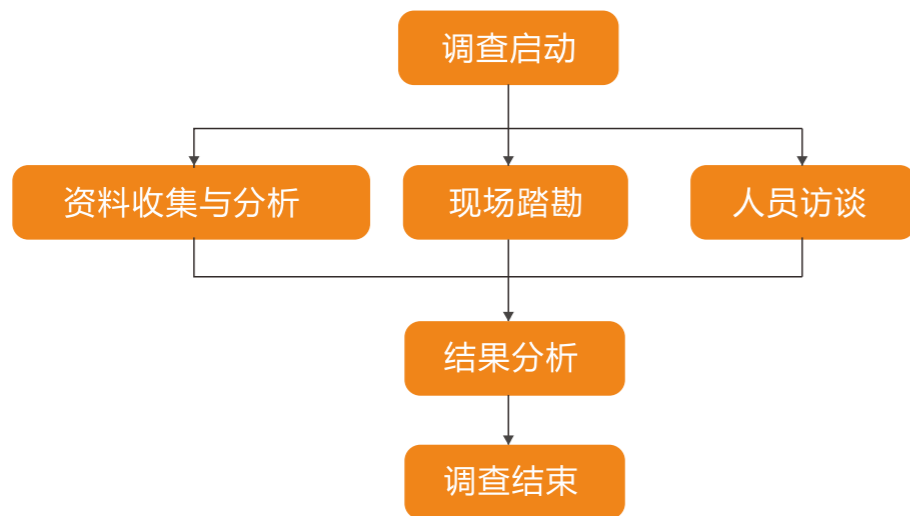 调查启动
资料收集与分析
现场踏勘
人员访谈
结果分析
调查结束